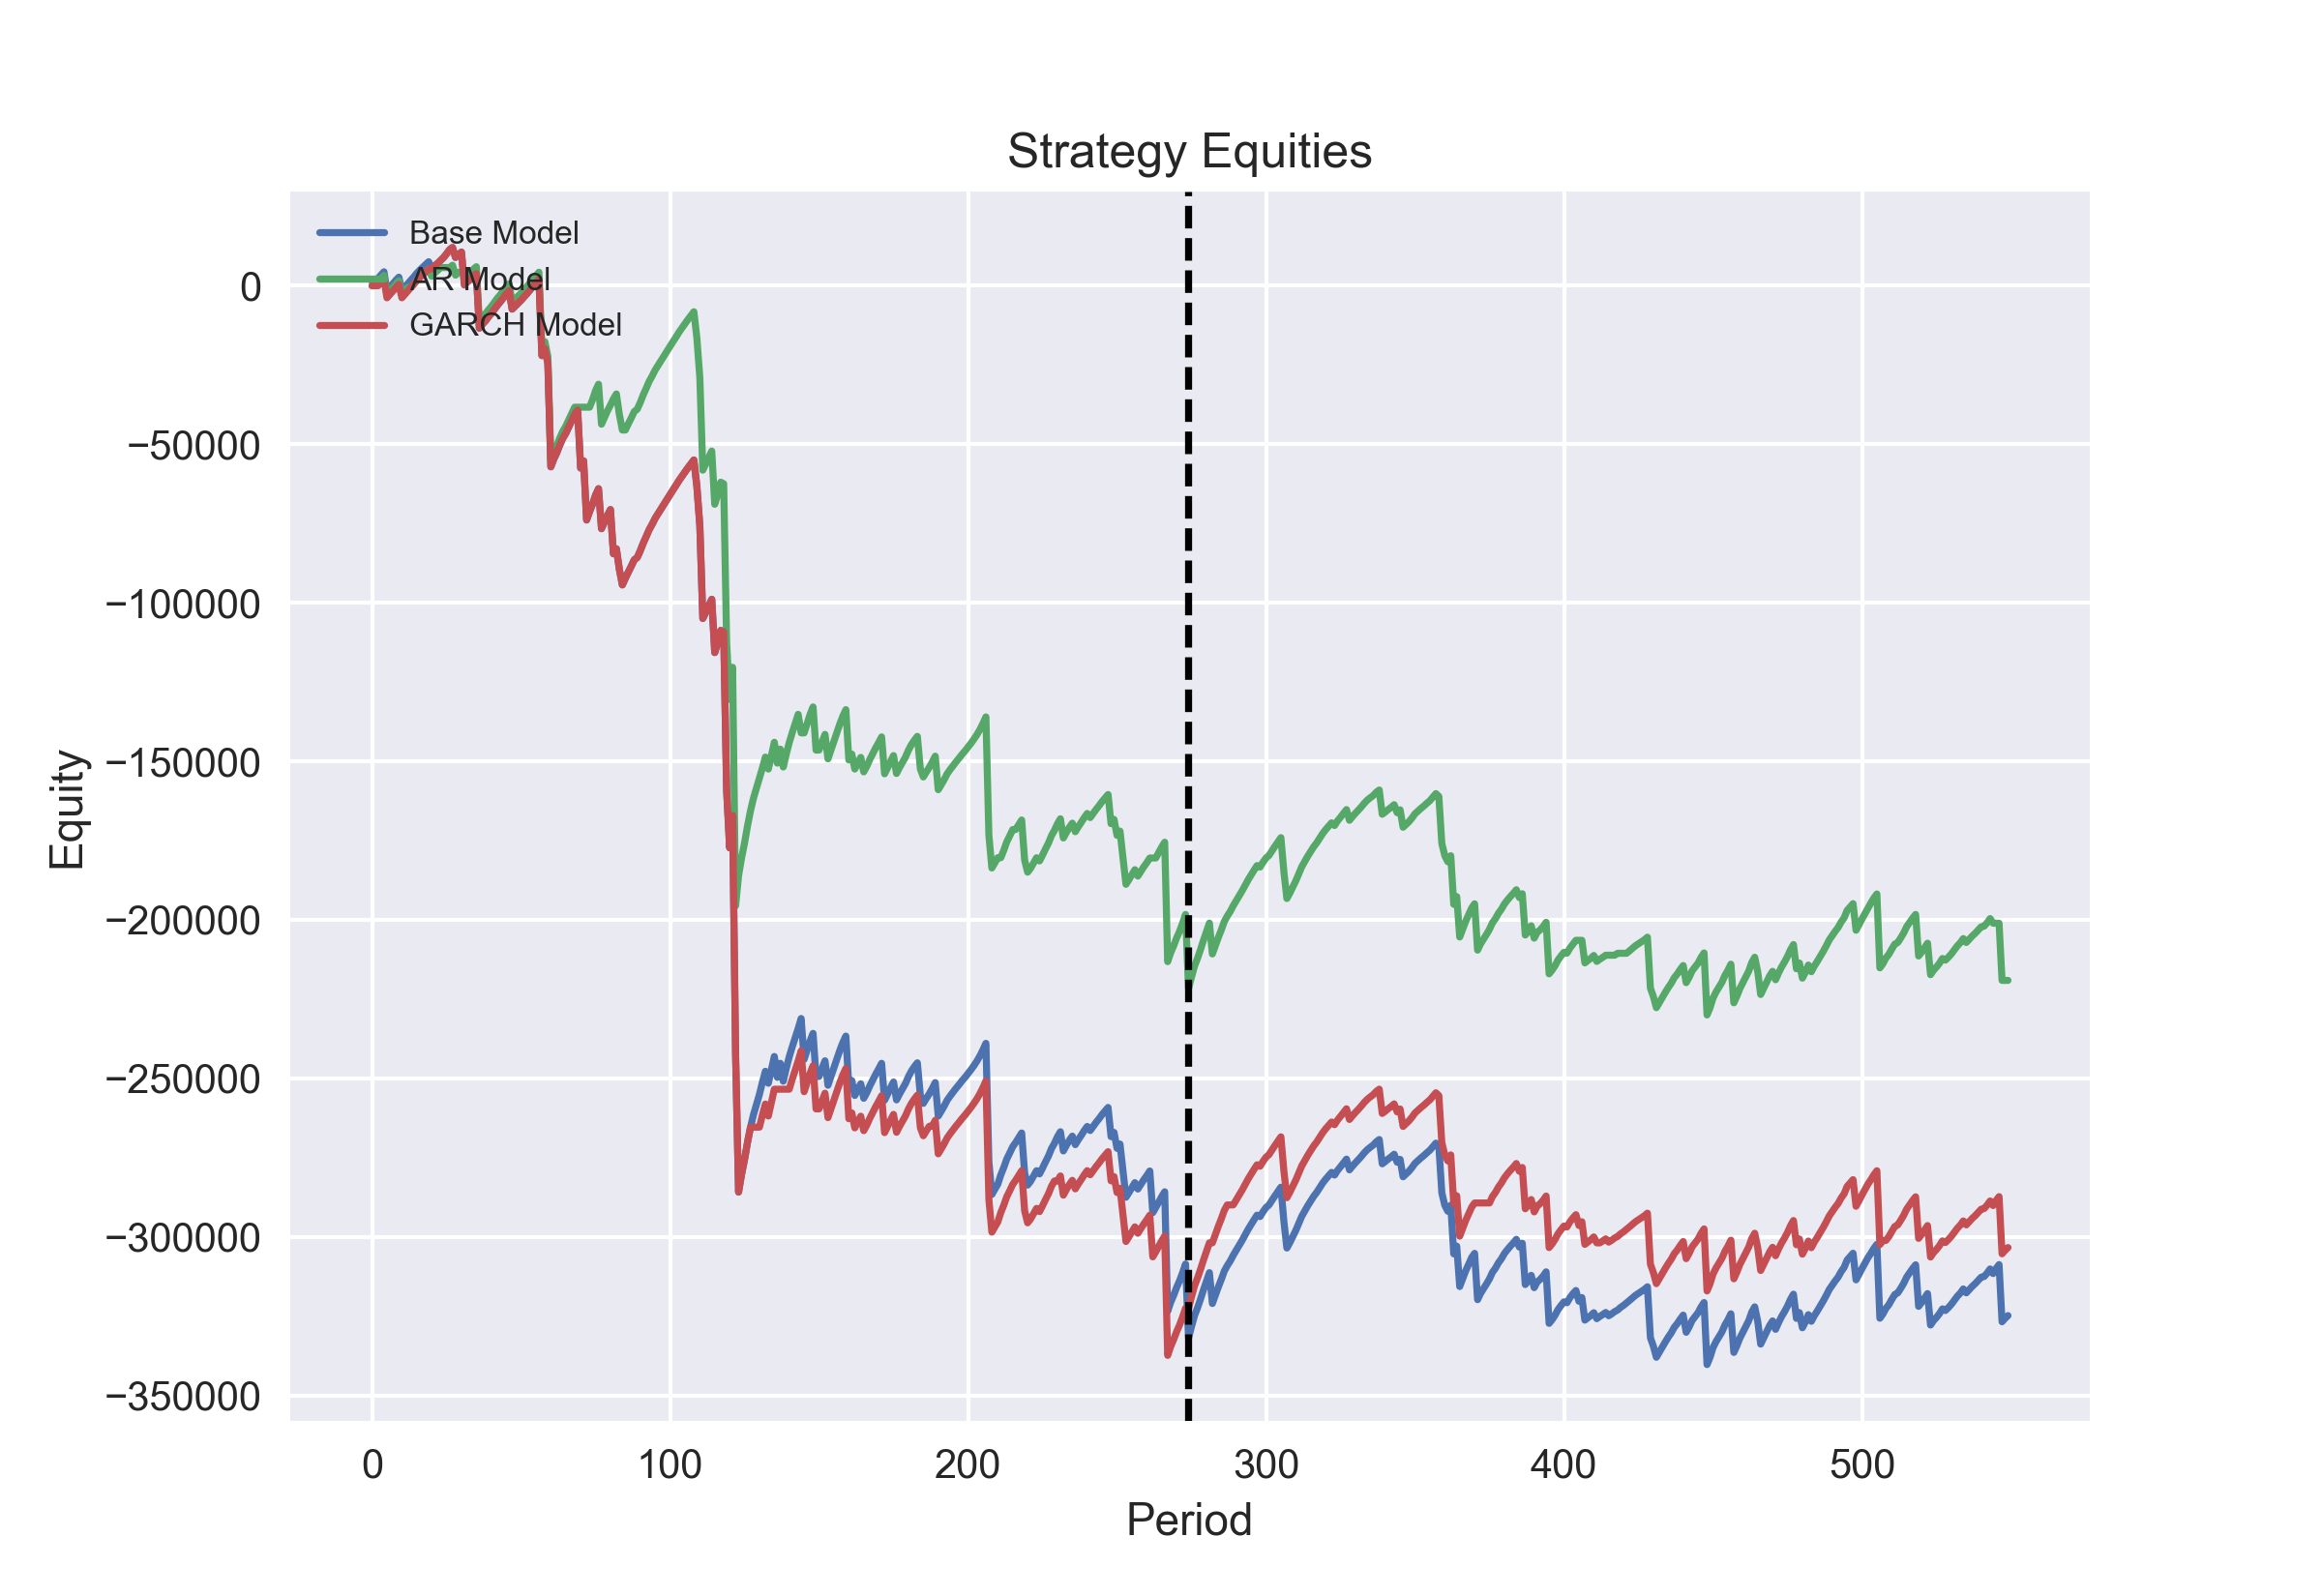 Strategy Equities
Base Model
AR Model
GARCH Model
0
−50000
−100000
−150000
−200000
−250000
−300000
−350000
Equity
0 100 200 300 400 500
Period